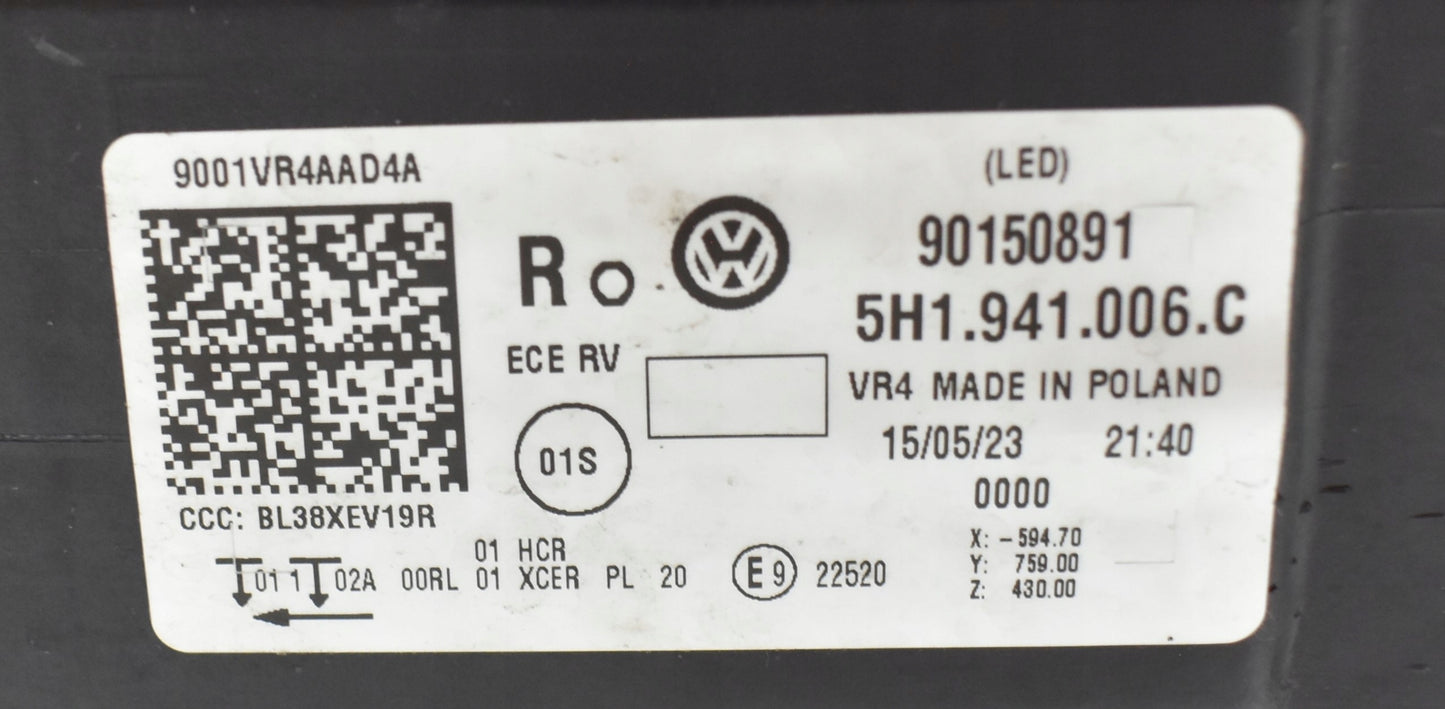 9001VR4AAD4A
CCC: BL38XEV19R
R
ECE RV
01S
(LED)
90150891
5H1.941.006.C
VR4 MADE IN POLAND
15/05/23 21:40
0000
X: -594.70
Y: 759.00
Z: 430.00
01 HCR
01 1 02A 00RL 01 XCER PL 20 E9 22520